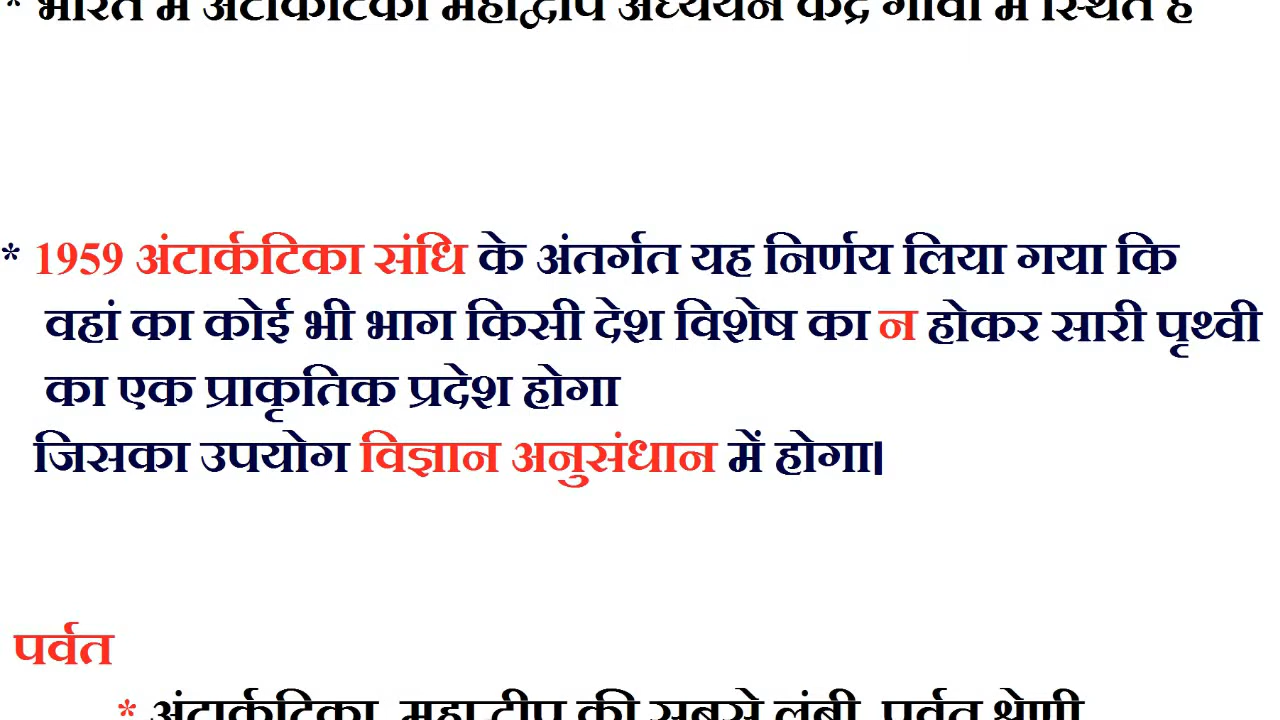 * भारत में अंटार्कटिका महाद्वीप अध्ययन केंद्र गोवा में स्थित है
* 1959 अंटार्कटिका संधि के अंतर्गत यह निर्णय लिया गया कि
वहां का कोई भी भाग किसी देश विशेष का न होकर सारी पृथ्वी
का एक प्राकृतिक प्रदेश होगा
जिसका उपयोग विज्ञान अनुसंधान में होगा।
पर्वत
* अंटार्कटिका महाद्वीप की सबसे लंबी पर्वत श्रेणी